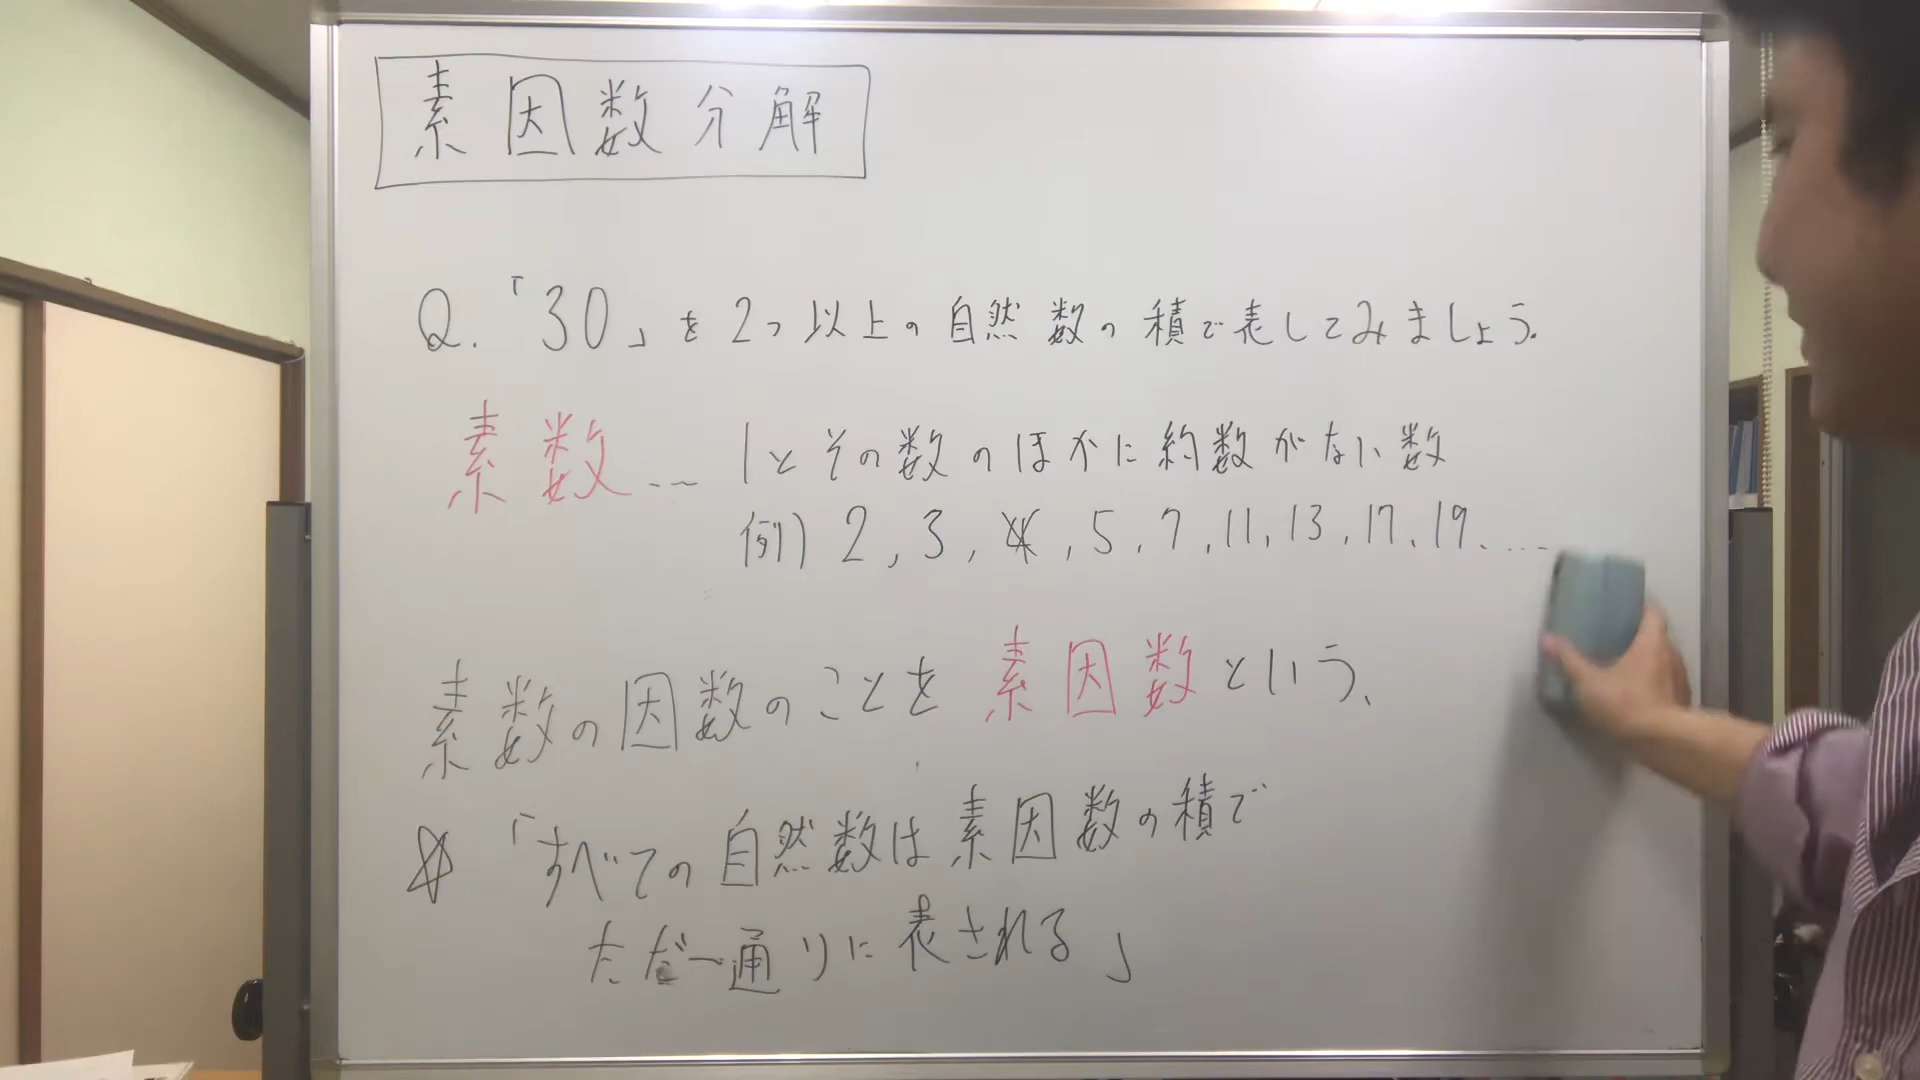 素因数分解
Q.「30」を2つ以上の自然数の積で表してみましょう.
素数… 1とその数のほかに約数がない数
例) 2, 3, 4, 5, 7, 11, 13, 17, 19, ……
素数の因数のことを素因数という、
☆「すべての自然数は素因数の積で
ただ一通りに表される」